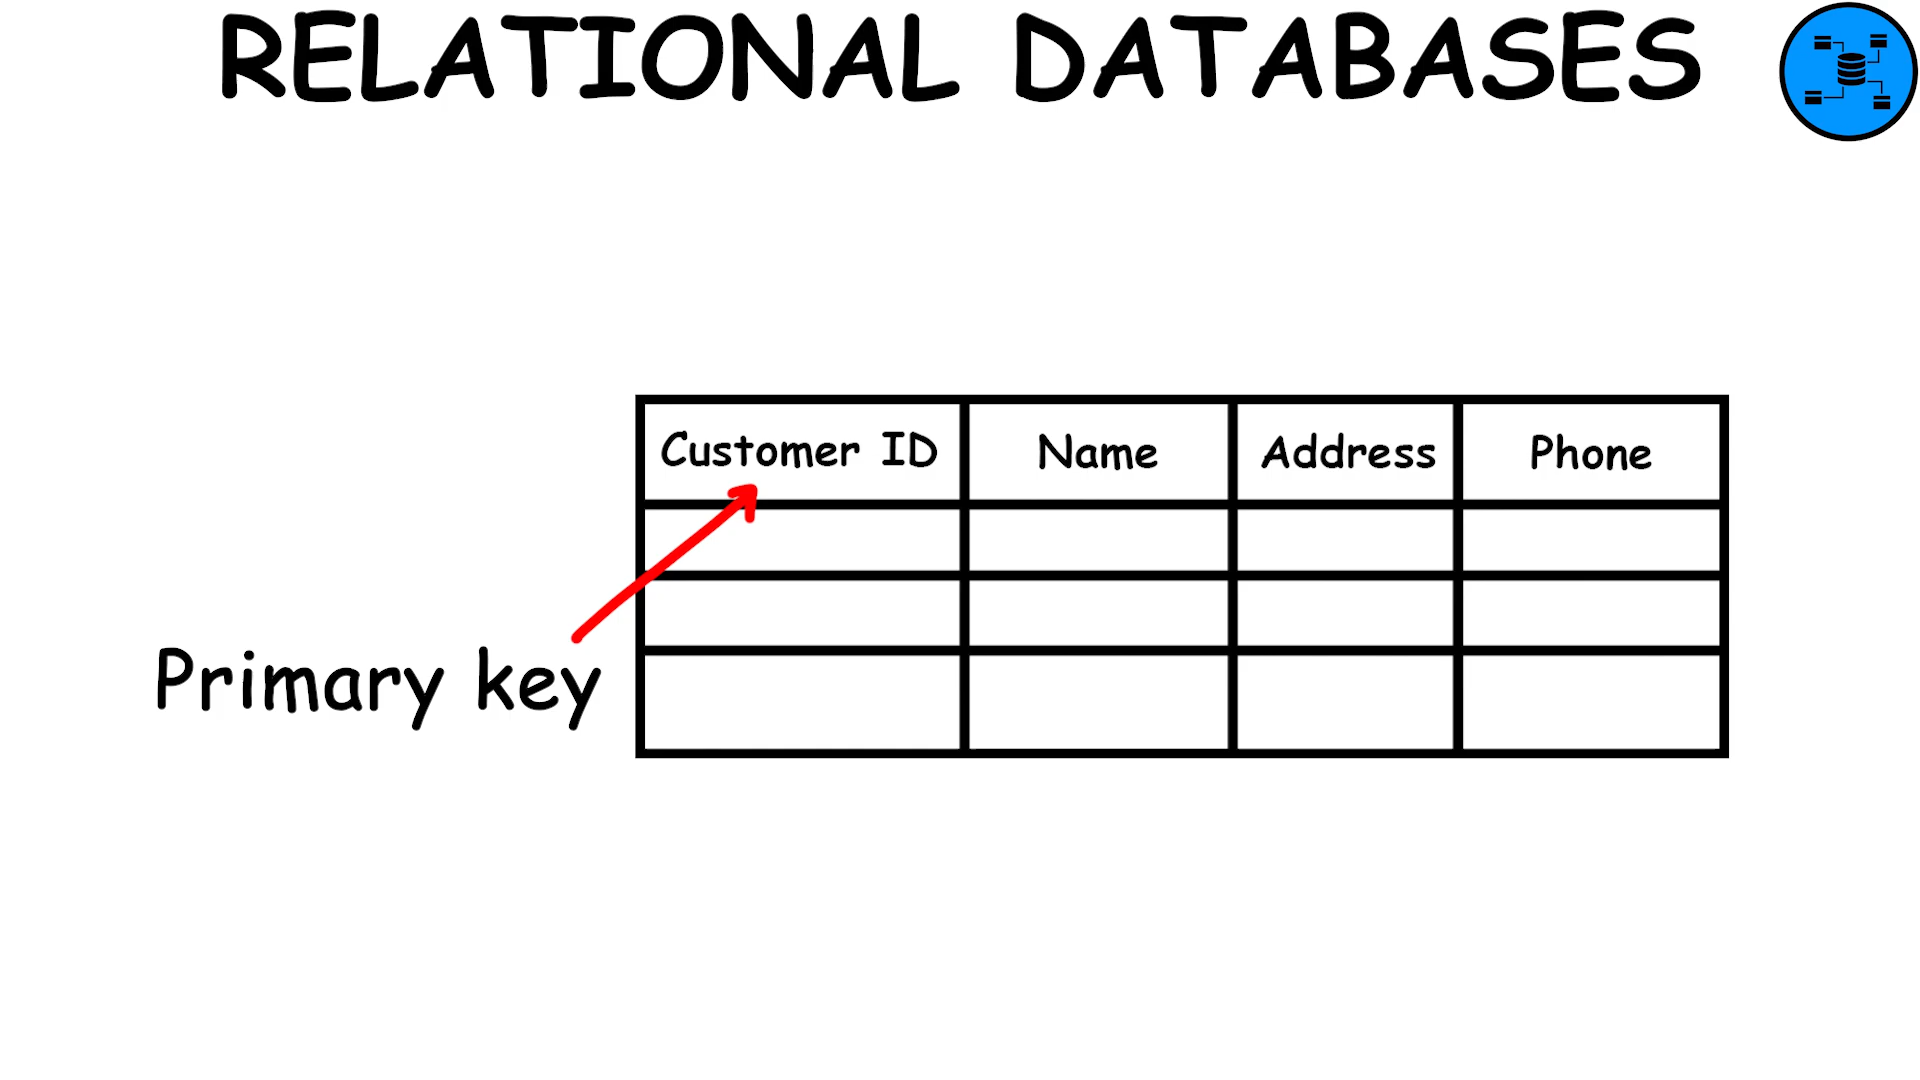 RELATIONAL DATABASES
Customer ID Name Address Phone
Primary key